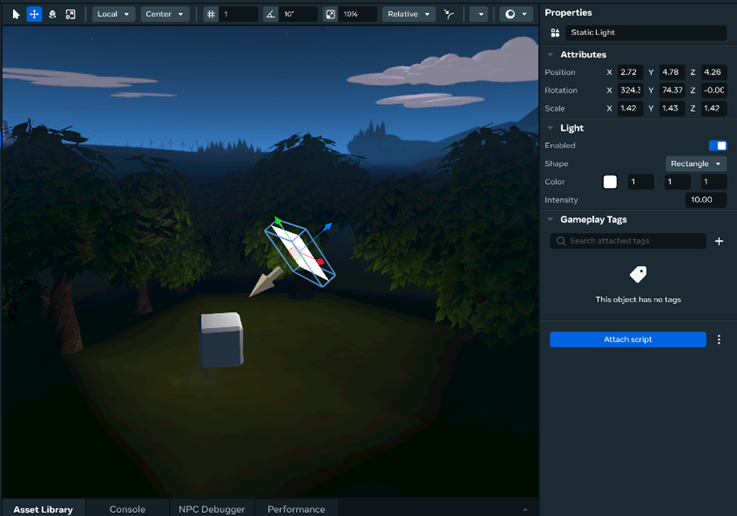 Local Center 1 10° 10% Relative
Properties
Static Light
Attributes
Position X 2.72 Y 4.78 Z 4.26
Rotation X 324.3 Y 74.37 Z -0.00
Scale X 1.42 Y 1.43 Z 1.42
Light
Enabled
Shape Rectangle
Color 1 1 1
Intensity 10.00
Gameplay Tags
Search attached tags +
This object has no tags
Attach script
Asset Library Console NPC Debugger Performance